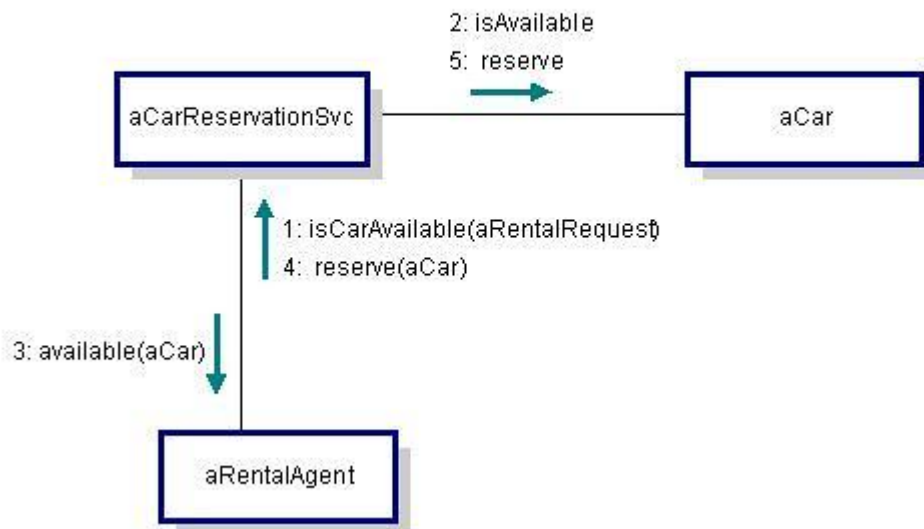 2: isAvailable
5: reserve
aCarReservationSvc
aCar
1: isCarAvailable(aRentalRequest)
4: reserve(aCar)
3: available(aCar)
aRentalAgent